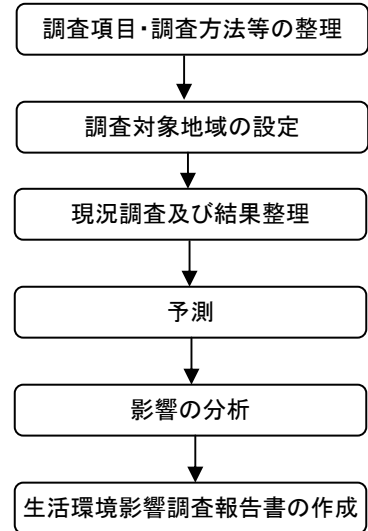 調査項目・調査方法等の整理
調査対象地域の設定
現況調査及び結果整理
予測
影響の分析
生活環境影響調査報告書の作成